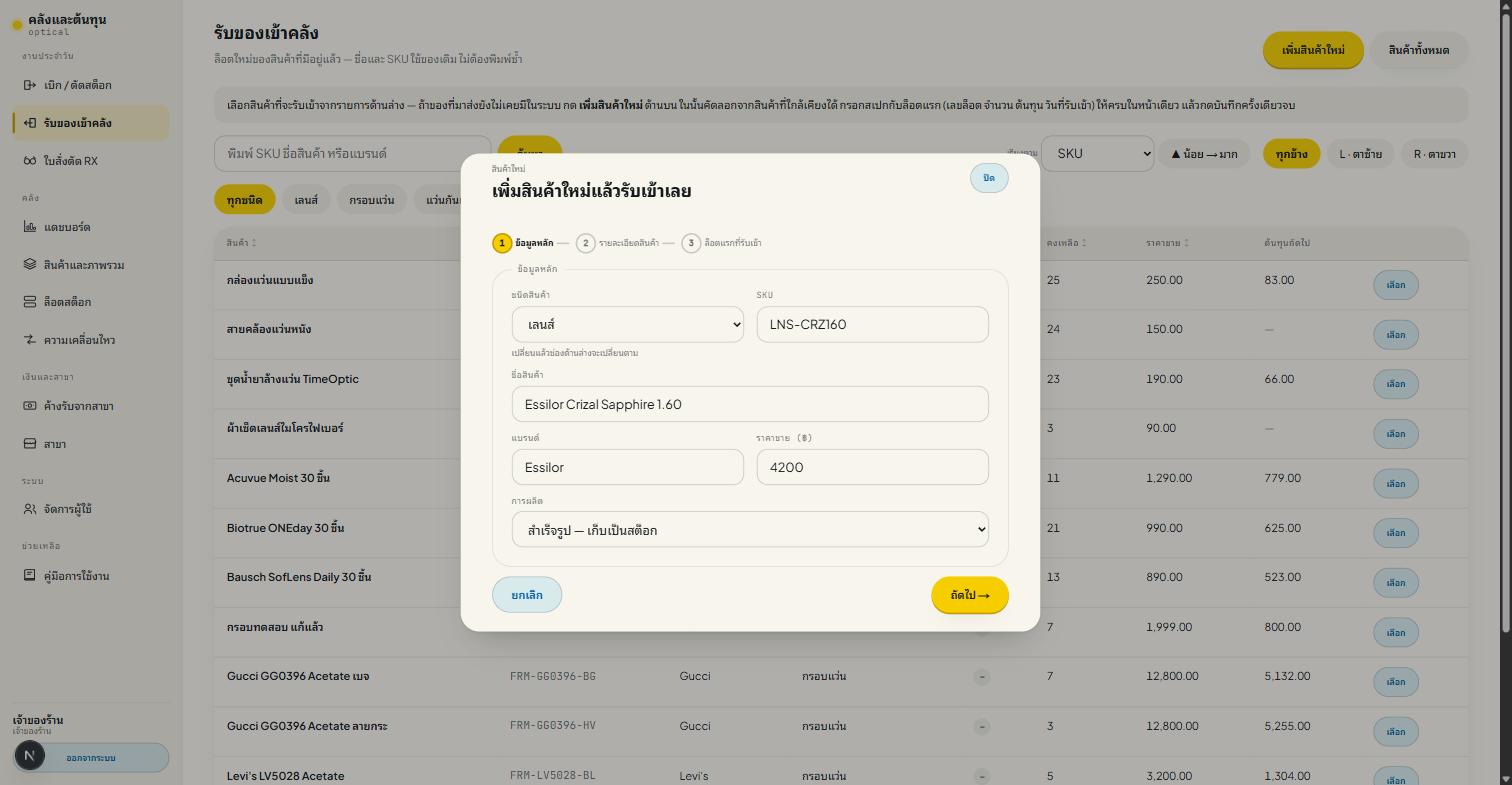 คลังและต้นทุน
optical
งานประจำวัน
เบิก / ตัดสต็อก
รับของเข้าคลัง
ใบสั่งตัด RX
คลัง
แดชบอร์ด
สินค้าและภาพรวม
ล็อตสต็อก
ความเคลื่อนไหว
เงินและสาขา
ค้างรับจากสาขา
สาขา
ระบบ
จัดการผู้ใช้
ช่วยเหลือ
คู่มือการใช้งาน
เจ้าของร้าน
เจ้าของร้าน
N
ออกจากระบบ
รับของเข้าคลัง
ล็อตใหม่ของสินค้าที่มีอยู่แล้ว — ชื่อและ SKU ใช้ของเดิม ไม่ต้องพิมพ์ซ้ำ
เพิ่มสินค้าใหม่
สินค้าทั้งหมด
เลือกสินค้าที่จะรับเข้าจากรายการด้านล่าง — ถ้าของที่มาส่งยังไม่เคยมีในระบบ กด เพิ่มสินค้าใหม่ ด้านบน ในนั้นคัดลอกจากสินค้าที่ใกล้เคียงได้ กรอกสเปกกับล็อตแรก (เลขล็อต จำนวน ต้นทุน วันที่รับเข้า) ให้ครบในหน้าเดียว แล้วกดบันทึกครั้งเดียวจบ
พิมพ์ SKU ชื่อสินค้า หรือแบรนด์
SKU
▲ น้อย → มาก
ทุกข้าง
L · ตาซ้าย
R · ตาขวา
ทุกชนิด
เลนส์
กรอบแว่น
สินค้า
คงเหลือ
ราคาขาย
ต้นทุนถัดไป
กล่องแว่นแบบแข็ง
25
250.00
83.00
เลือก
สายคล้องแว่นหนัง
24
150.00
—
เลือก
ชุดน้ำยาล้างแว่น TimeOptic
23
190.00
66.00
เลือก
ผ้าเช็ดเลนส์ไมโครไฟเบอร์
3
90.00
—
เลือก
Acuvue Moist 30 ชิ้น
11
1,290.00
779.00
เลือก
Biotrue ONEday 30 ชิ้น
21
990.00
625.00
เลือก
Bausch SofLens Daily 30 ชิ้น
13
890.00
523.00
เลือก
กรอบทดสอบ แก้แล้ว
7
1,999.00
800.00
เลือก
Gucci GG0396 Acetate เบจ
FRM-GG0396-BG
Gucci
กรอบแว่น
–
7
12,800.00
5,132.00
เลือก
Gucci GG0396 Acetate ลายกระ
FRM-GG0396-HV
Gucci
กรอบแว่น
–
3
12,800.00
5,255.00
เลือก
Levi's LV5028 Acetate
FRM-LV5028-BL
Levi's
กรอบแว่น
–
5
3,200.00
1,304.00
เลือก
สินค้าใหม่
เพิ่มสินค้าใหม่แล้วรับเข้าเลย
ปิด
1 ข้อมูลหลัก
2 รายละเอียดสินค้า
3 ล็อตแรกที่รับเข้า
ข้อมูลหลัก
ชนิดสินค้า
SKU
เลนส์
LNS-CRZ160
เปลี่ยนแล้วช่องด้านล่างจะเปลี่ยนตาม
ชื่อสินค้า
Essilor Crizal Sapphire 1.60
แบรนด์
ราคาขาย (฿)
Essilor
4200
การผลิต
สำเร็จรูป — เก็บเป็นสต็อก
ยกเลิก
ถัดไป →